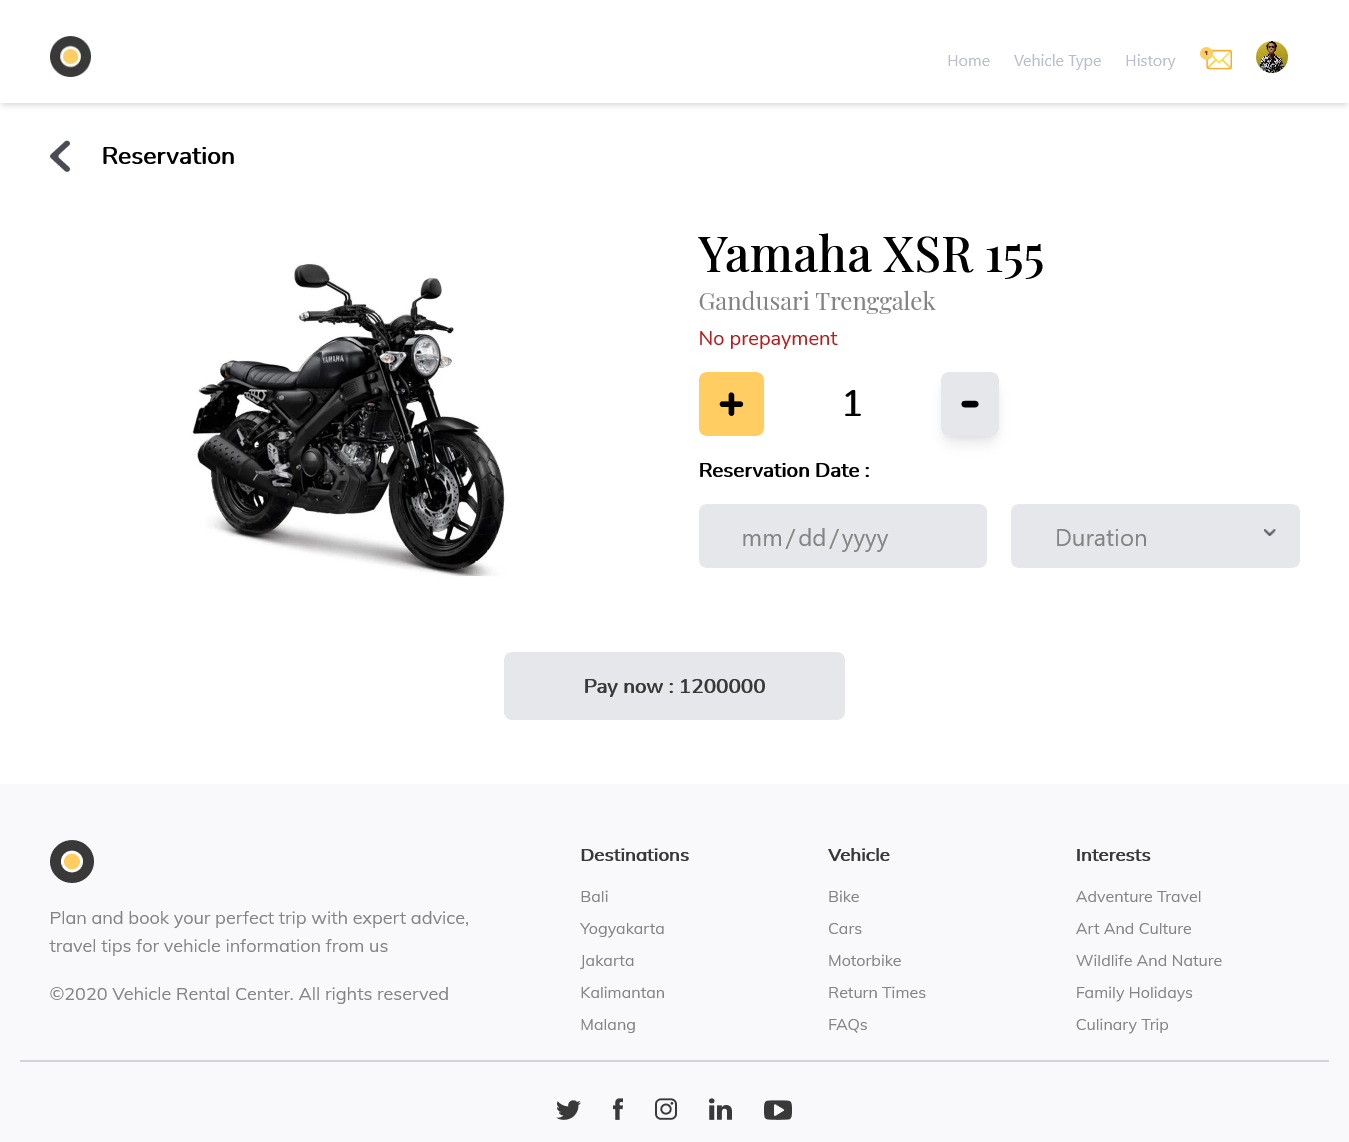 Home
Vehicle Type
History
1
Reservation
YAMAHA
Yamaha XSR 155
Gandusari Trenggalek
No prepayment
+
1
-
Reservation Date :
mm/dd/yyyy
Duration
Pay now : 1200000
Plan and book your perfect trip with expert advice,
travel tips for vehicle information from us
©2020 Vehicle Rental Center. All rights reserved
Destinations
Bali
Yogyakarta
Jakarta
Kalimantan
Malang
Vehicle
Bike
Cars
Motorbike
Return Times
FAQs
Interests
Adventure Travel
Art And Culture
Wildlife And Nature
Family Holidays
Culinary Trip